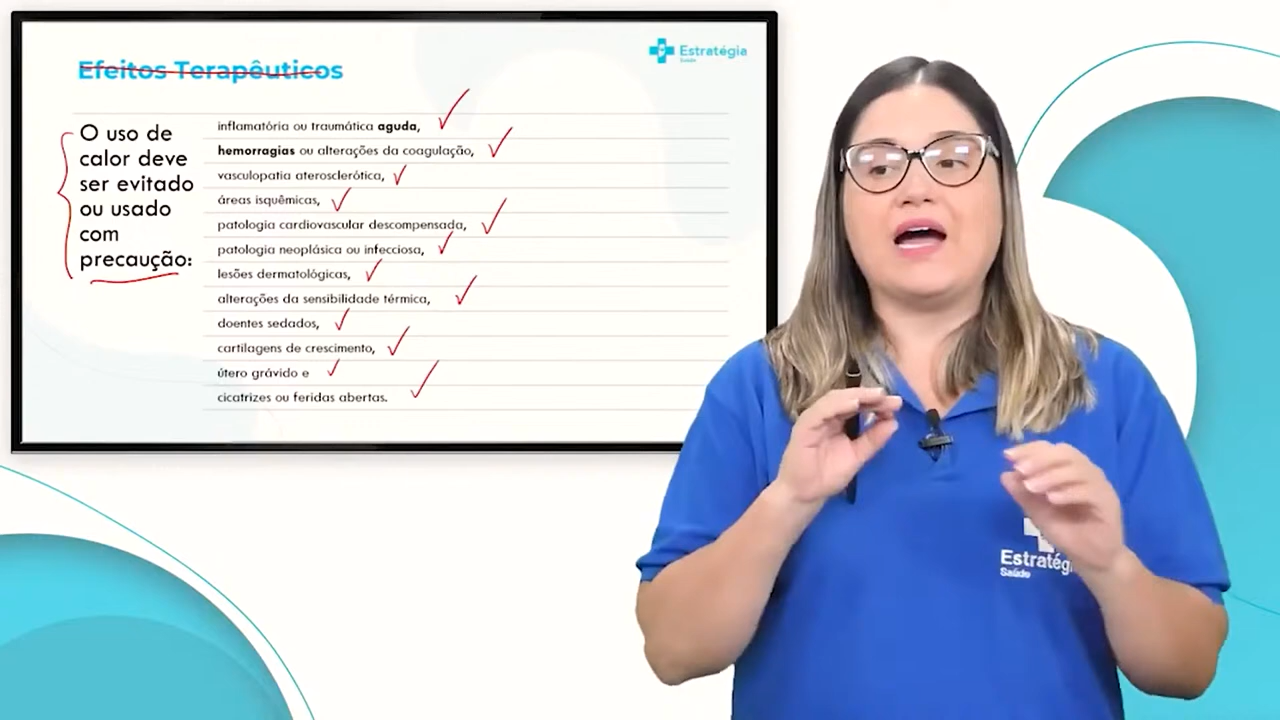 Efeitos Terapêuticos
Estratégia
Saúde
O uso de
calor deve
ser evitado
ou usado
com
precaução:
inflamatória ou traumática aguda,
hemorragias ou alterações da coagulação,
vasculopatia aterosclerótica,
áreas isquêmicas,
patologia cardiovascular descompensada,
patologia neoplásica ou infecciosa,
lesões dermatológicas,
alterações da sensibilidade térmica,
doentes sedados,
cartilagens de crescimento,
útero grávido e
cicatrizes ou feridas abertas.
Estratégi
Saúde